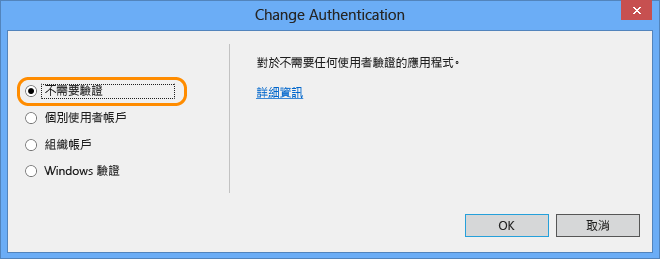 Change Authentication
不需要驗證
個別使用者帳戶
組織帳戶
Windows 驗證
對於不需要任何使用者驗證的應用程式。
詳細資訊
OK
取消